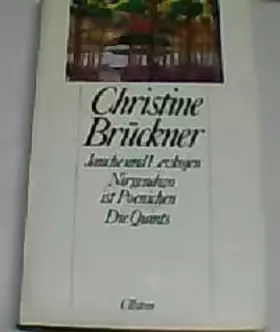 Christine
Brückner
Jauche und Levkojen
Nirgendwo
ist Poenichen
Die Quints
Ullstein